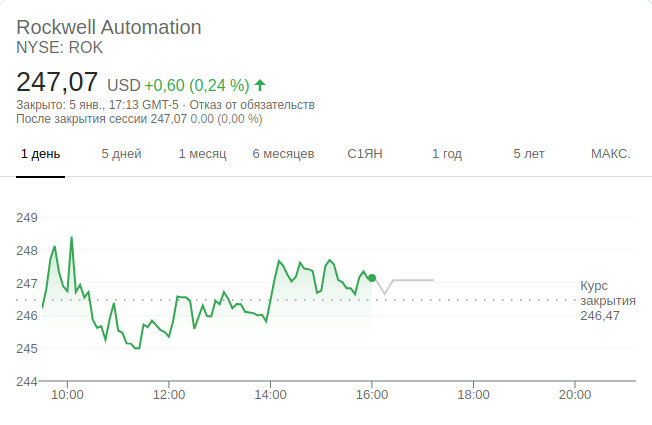 Rockwell Automation
NYSE: ROK
247,07 USD +0,60 (0,24 %) ↑
Закрыто: 5 янв., 17:13 GMT-5 · Отказ от обязательств
После закрытия сессии 247,07 0,00 (0,00 %)
1 день 5 дней 1 месяц 6 месяцев С1ЯН 1 год 5 лет МАКС.
249
248
247
246
245
244
Курс
закрытия
246,47
10:00 12:00 14:00 16:00 18:00 20:00